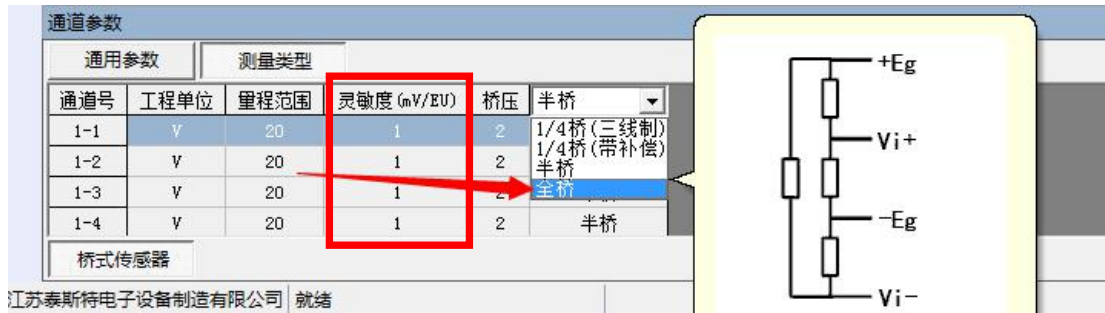 通道参数
通用参数 测量类型
通道号 工程单位 量程范围 灵敏度(mV/EU) 桥压 半桥
1-1 V 20 1 2 1/4桥(三线制)
1/4桥(带补偿)
1-2 V 20 1 2 半桥
1-3 V 20 1 2 全桥
1-4 V 20 1 2 半桥
桥式传感器
江苏泰斯特电子设备制造有限公司 就绪
+Eg
Vi+
-Eg
Vi-